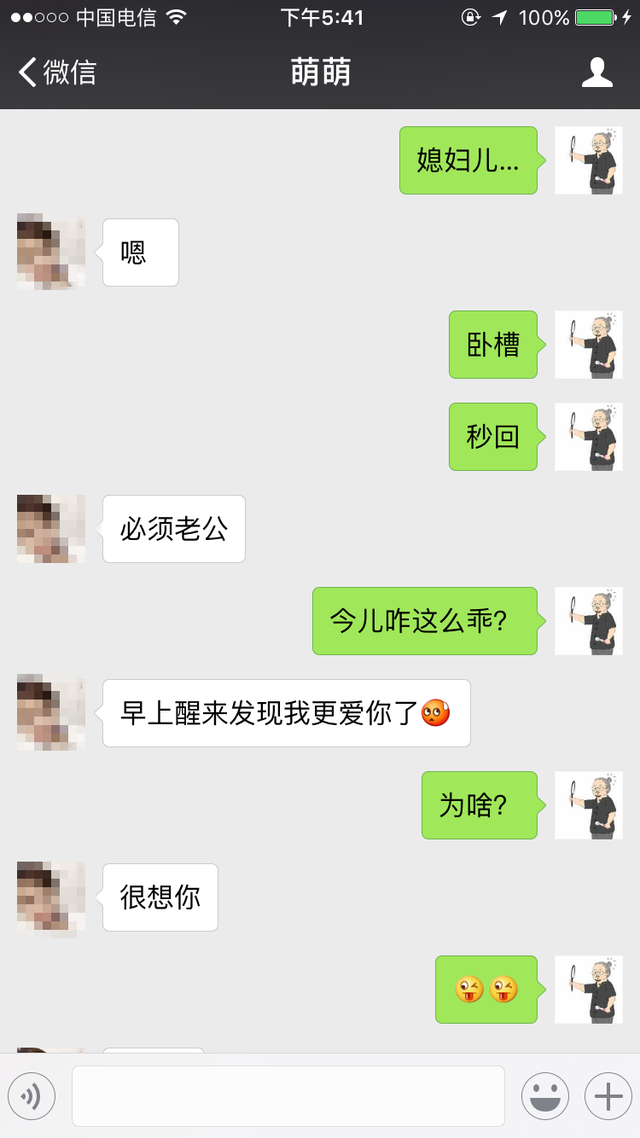 中国电信 下午5:41 100%
微信 萌萌
媳妇儿...
嗯
卧槽
秒回
必须老公
今儿咋这么乖?
早上醒来发现我更爱你了
为啥?
很想你